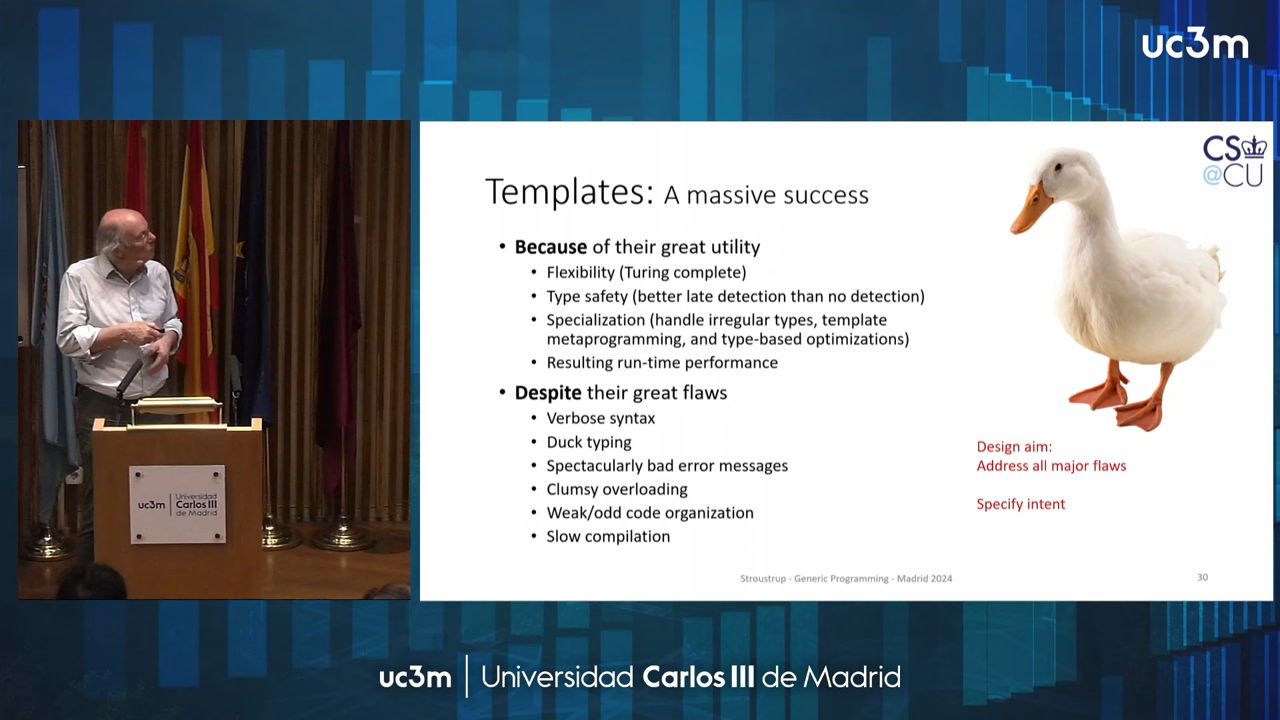 uc3m
CS
@CU
Templates: A massive success
• Because of their great utility
• Flexibility (Turing complete)
• Type safety (better late detection than no detection)
• Specialization (handle irregular types, template
metaprogramming, and type-based optimizations)
• Resulting run-time performance
• Despite their great flaws
• Verbose syntax
• Duck typing
• Spectacularly bad error messages
• Clumsy overloading
• Weak/odd code organization
• Slow compilation
Design aim:
Address all major flaws
Specify intent
Stroustrup - Generic Programming - Madrid 2024
30
uc3m
Universidad
Carlos III
de Madrid
uc3m | Universidad Carlos III de Madrid